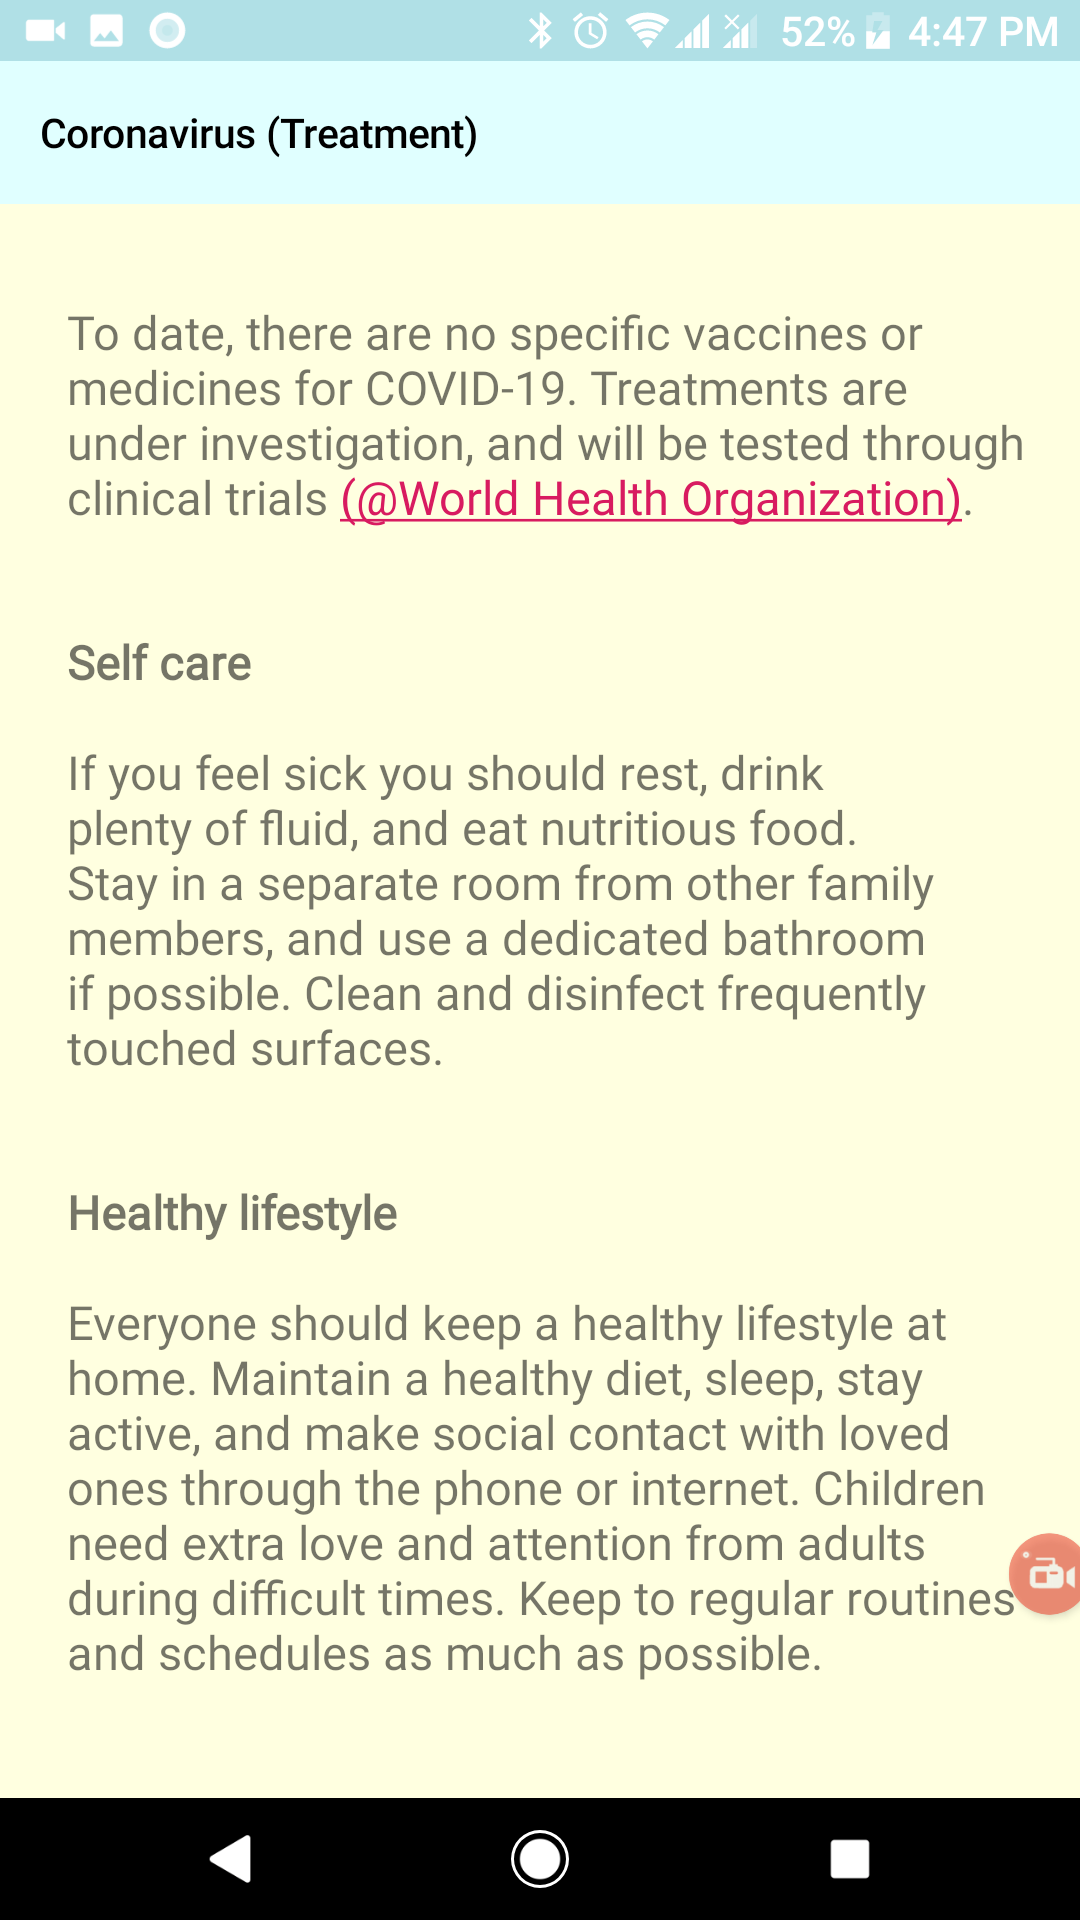 52% 4:47 PM
Coronavirus (Treatment)
To date, there are no specific vaccines or
medicines for COVID-19. Treatments are
under investigation, and will be tested through
clinical trials (@World Health Organization).
Self care
If you feel sick you should rest, drink
plenty of fluid, and eat nutritious food.
Stay in a separate room from other family
members, and use a dedicated bathroom
if possible. Clean and disinfect frequently
touched surfaces.
Healthy lifestyle
Everyone should keep a healthy lifestyle at
home. Maintain a healthy diet, sleep, stay
active, and make social contact with loved
ones through the phone or internet. Children
need extra love and attention from adults
during difficult times. Keep to regular routines
and schedules as much as possible.